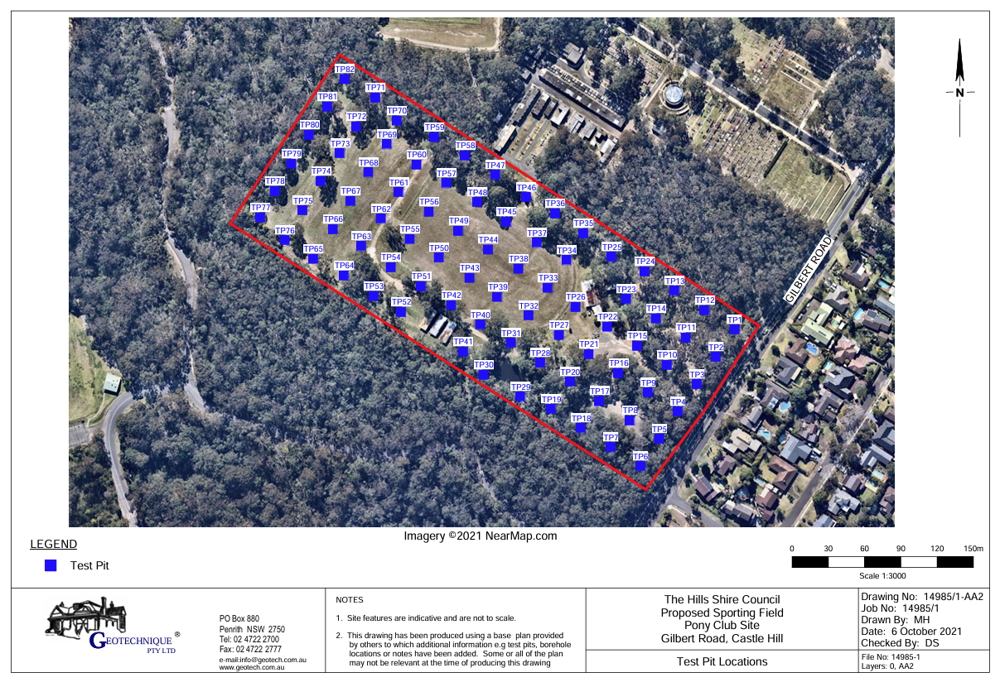 TP82
TP71
TP81
TP70
TP72
TP80
TP59
TP69
TP73
TP58
TP79
TP60
TP68
TP47
TP74
TP57
TP78
TP61
TP46
TP67
TP48
TP75
TP56
TP36
TP77
TP62
TP45
TP66
TP49
TP35
TP76
TP55
TP37
TP63
TP44
TP25
TP65
TP50
TP34
TP54
TP38
TP24
TP64
TP43
TP33
TP13
TP51
TP53
TP39
TP23
TP26
TP12
TP52
TP42
TP32
TP14
TP40
TP22
TP1
TP27
TP11
TP31
TP15
TP41
TP21
TP2
TP28
TP10
TP30
TP16
TP20
TP3
TP29
TP9
TP17
TP19
TP4
TP8
TP18
TP5
TP7
TP6
GILBERT ROAD
N
Imagery ©2021 NearMap.com
LEGEND
Test Pit
0 30 60 90 120 150m
Scale 1:3000
GEOTECHNIQUE ®
PTY LTD
PO Box 880
Penrith NSW 2750
Tel: 02 4722 2700
Fax: 02 4722 2777
e-mail:info@geotech.com.au
www.geotech.com.au
NOTES
1. Site features are indicative and are not to scale.
2. This drawing has been produced using a base plan provided
by others to which additional information e.g test pits, borehole
locations or notes have been added. Some or all of the plan
may not be relevant at the time of producing this drawing
The Hills Shire Council
Proposed Sporting Field
Pony Club Site
Gilbert Road, Castle Hill
Test Pit Locations
Drawing No: 14985/1-AA2
Job No: 14985/1
Drawn By: MH
Date: 6 October 2021
Checked By: DS
File No: 14985-1
Layers: 0, AA2